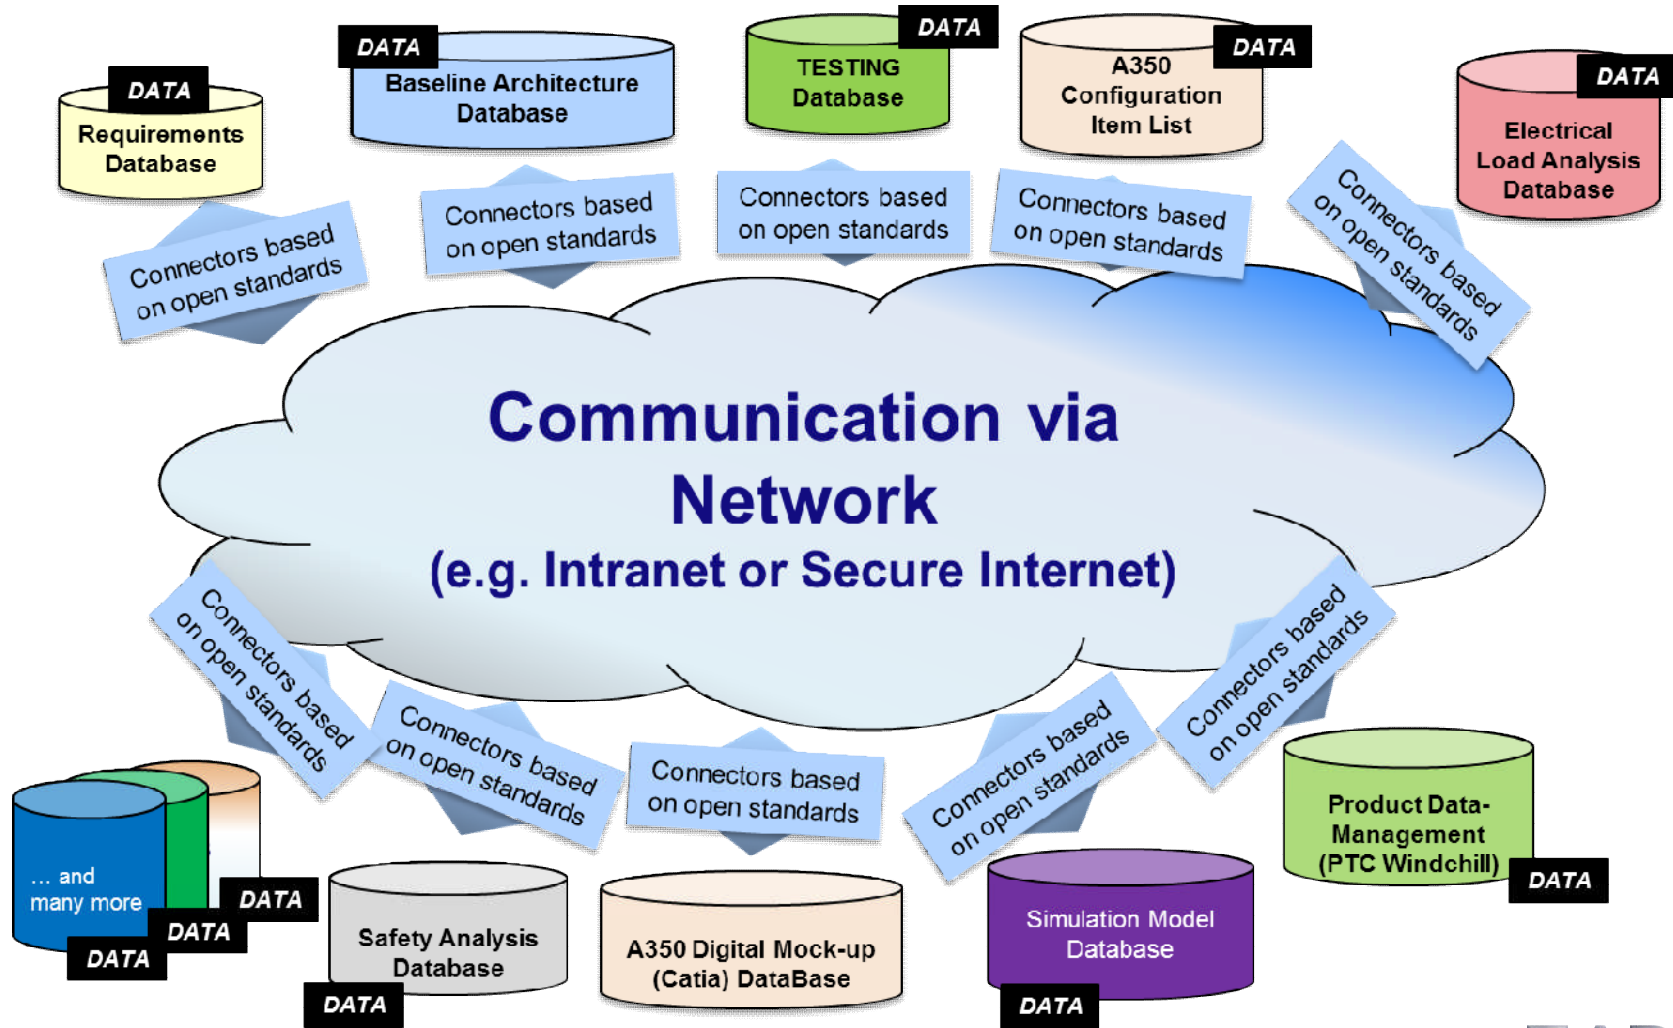 DATA
Requirements
Database
DATA
Baseline Architecture
Database
DATA
TESTING
Database
DATA
A350
Configuration
Item List
DATA
Electrical
Load Analysis
Database
Connectors based
on open standards
Connectors based
on open standards
Connectors based
on open standards
Connectors based
on open standards
Connectors based
on open standards
Communication via
Network
(e.g. Intranet or Secure Internet)
Connectors based
on open standards
Connectors based
on open standards
Connectors based
on open standards
Connectors based
on open standards
Connectors based
on open standards
... and
many more
DATA
DATA
DATA
Safety Analysis
Database
DATA
A350 Digital Mock-up
(Catia) DataBase
Simulation Model
Database
DATA
Product Data-
Management
(PTC Windchill)
DATA